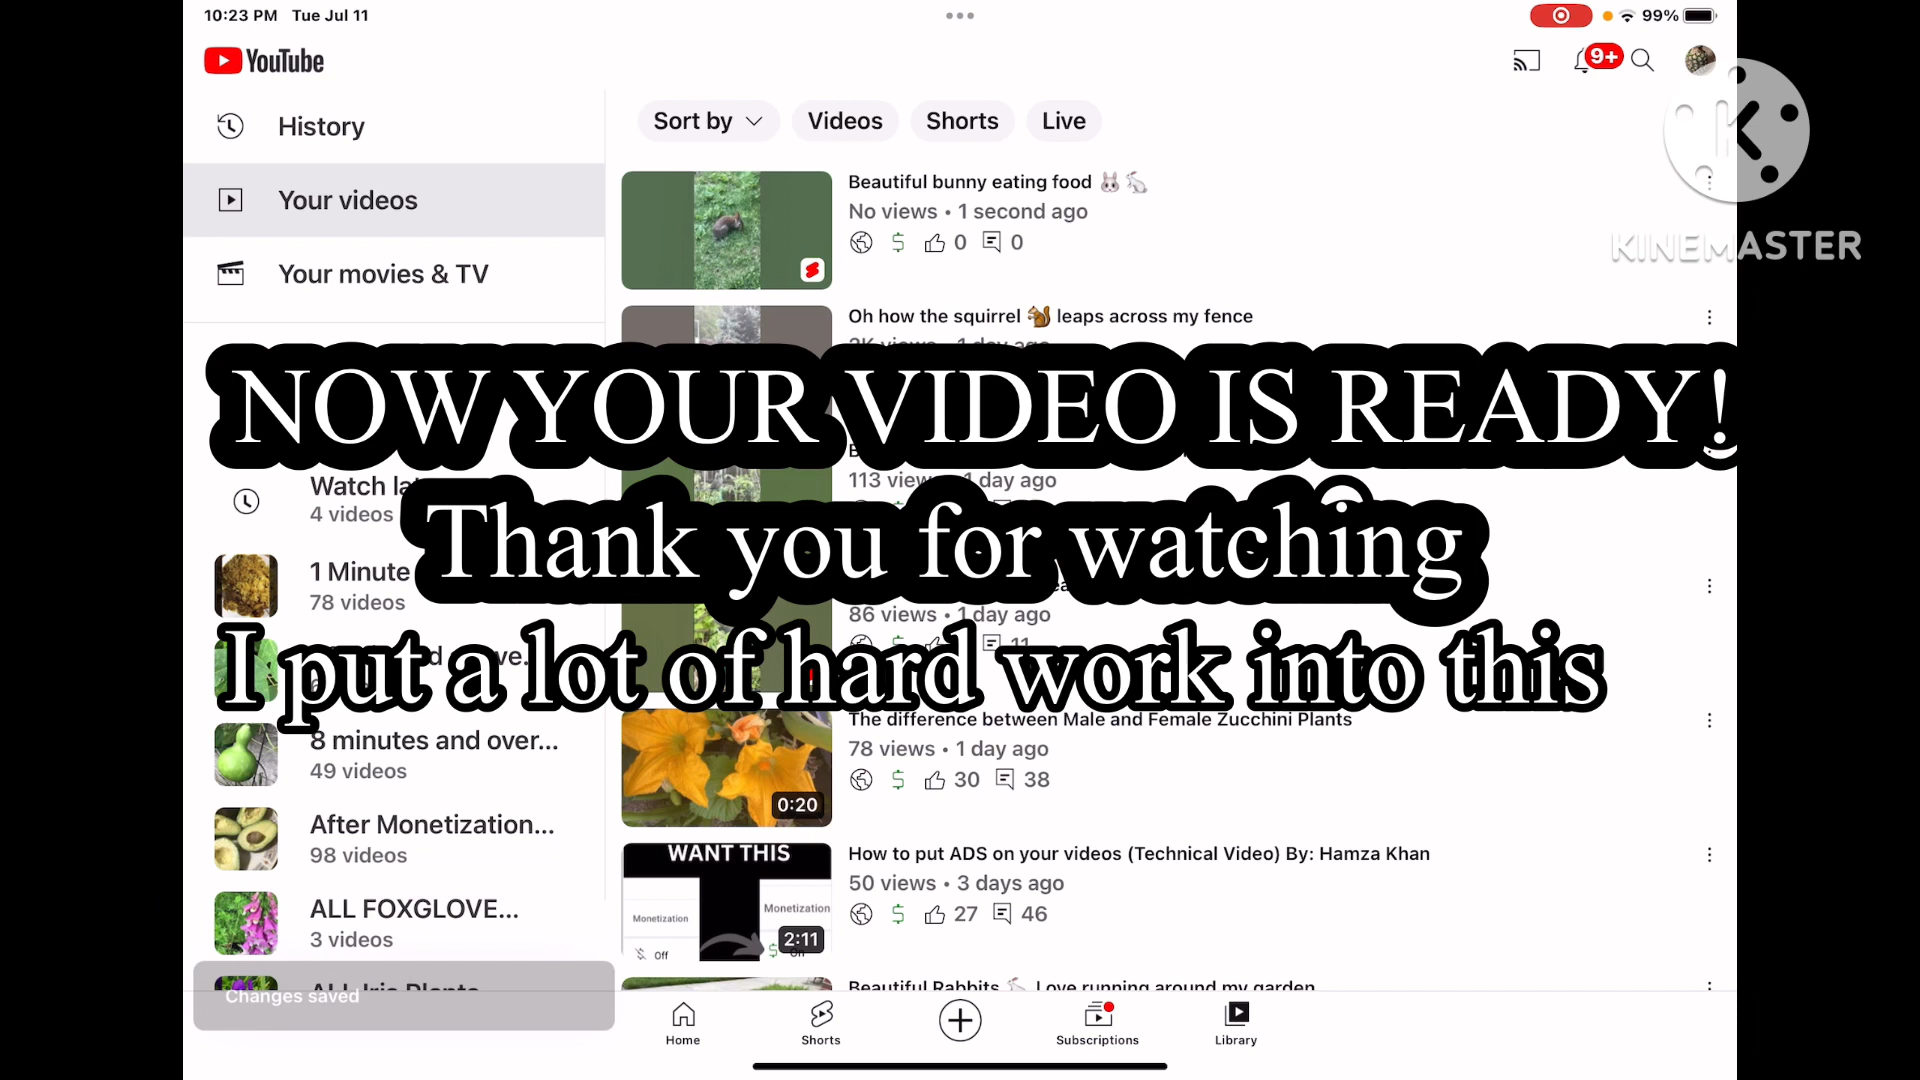 10:23 PM Tue Jul 11
99%
YouTube
9+
History
Your videos
Your movies & TV
Sort by
Videos
Shorts
Live
KINEMASTER
Beautiful bunny eating food 🐰🐇
No views • 1 second ago
0 0
Oh how the squirrel 🐿️ leaps across my fence
NOW YOUR VIDEO IS READY!
113 1 day ago
Watch
4 videos
Thank you for watching
1 Minute
78 videos
86 views • 1 day ago
11
I put a lot of hard work into this
The difference between Male and Female Zucchini Plants
78 views • 1 day ago
30 38
0:20
8 minutes and over...
49 videos
After Monetization...
98 videos
WANT THIS
Monetization
Monetization
Off
On
2:11
How to put ADS on your videos (Technical Video) By: Hamza Khan
50 views • 3 days ago
27 46
ALL FOXGLOVE...
3 videos
ALL Iris Plants
Changes saved
Beautiful Rabbits 🐇 Love running around my garden
Home
Shorts
Subscriptions
Library